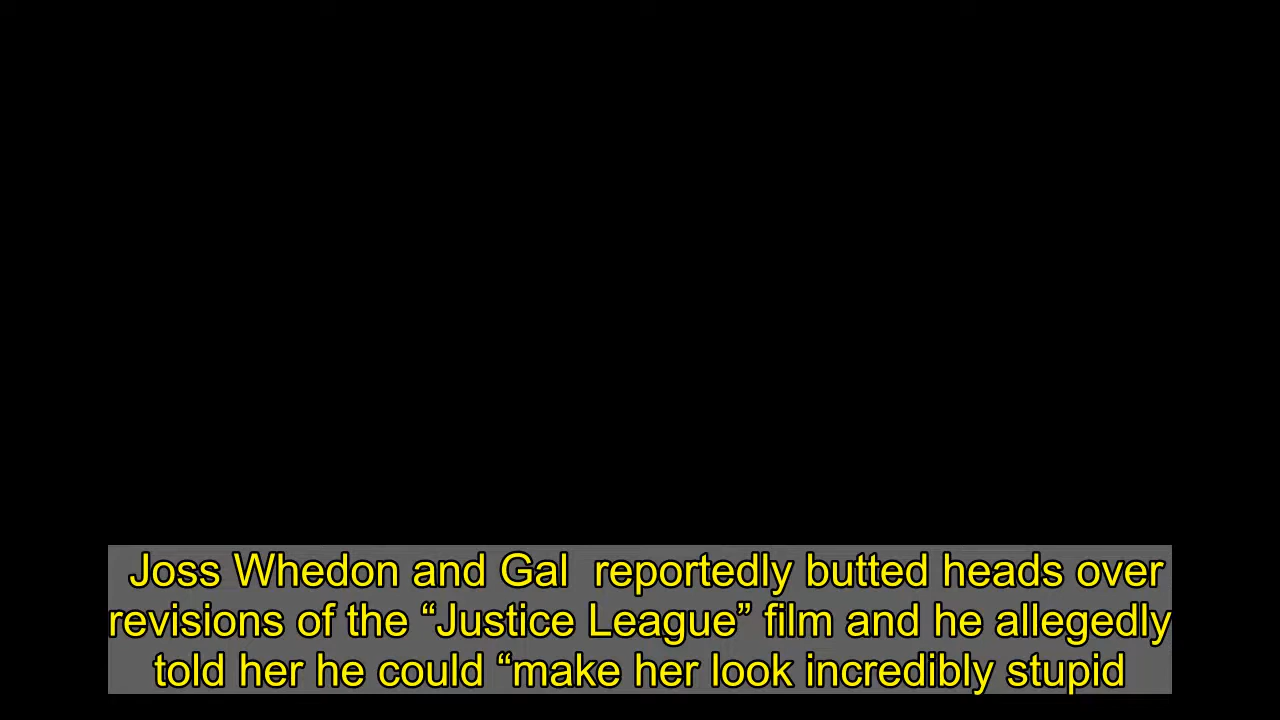 Joss Whedon and Gal  reportedly butted heads over
revisions of the “Justice League” film and he allegedly
told her he could “make her look incredibly stupid